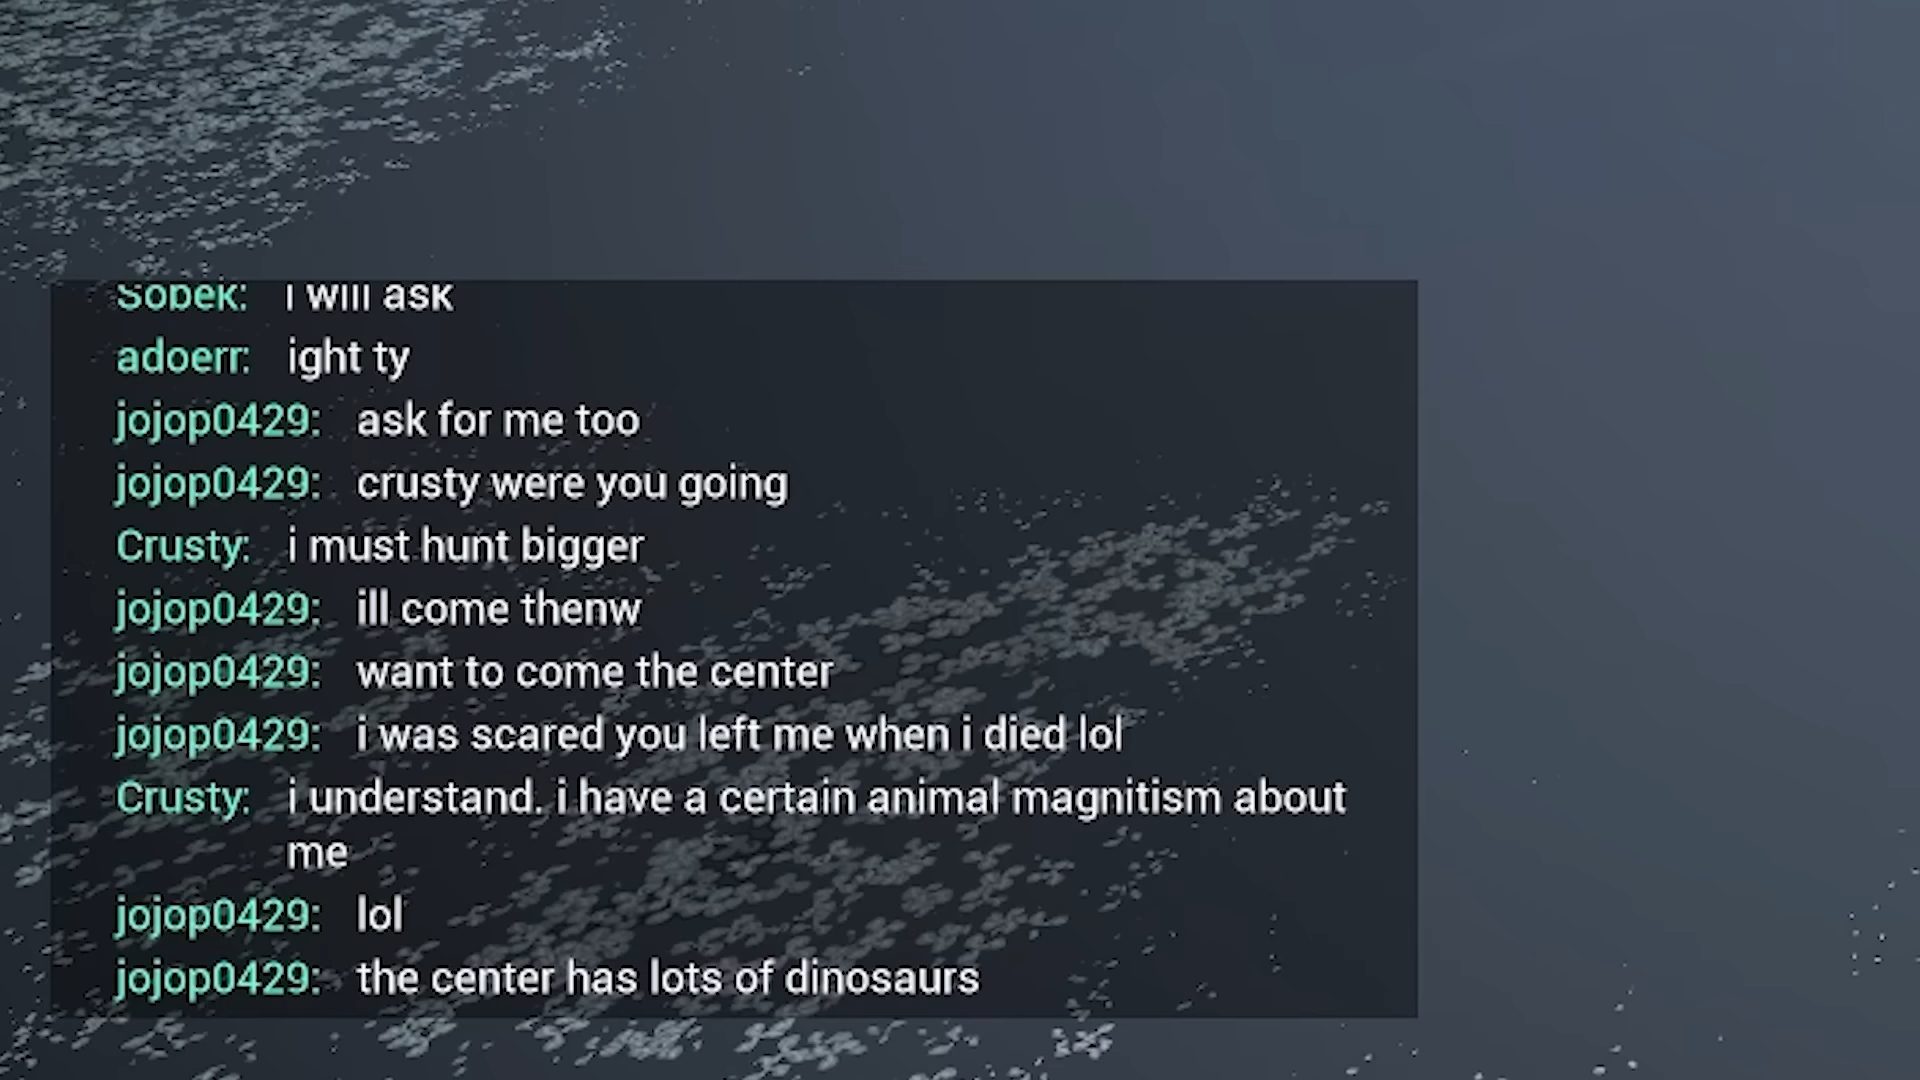 Sobek: i will ask
adoerr: ight ty
jojop0429: ask for me too
jojop0429: crusty were you going
Crusty: i must hunt bigger
jojop0429: ill come thenw
jojop0429: want to come the center
jojop0429: i was scared you left me when i died lol
Crusty: i understand. i have a certain animal magnitism about
me
jojop0429: lol
jojop0429: the center has lots of dinosaurs